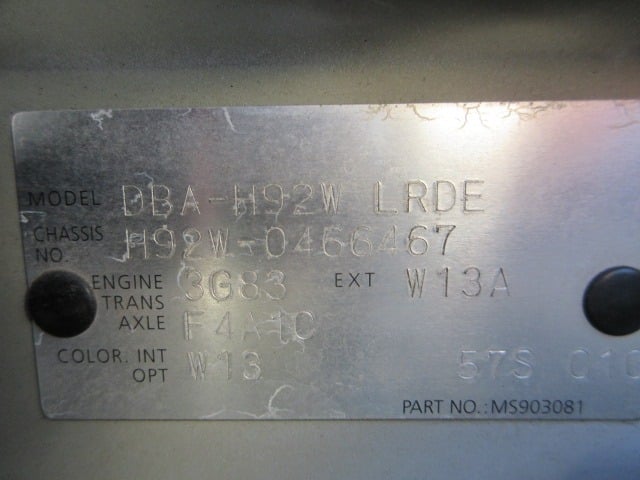 MODEL DBA-H92W LRDE
CHASSIS NO. H92W-0466467
ENGINE 3G83 EXT W13A
TRANS AXLE F4A1C
COLOR. INT W13 57S C1C
OPT
PART NO.: MS903081